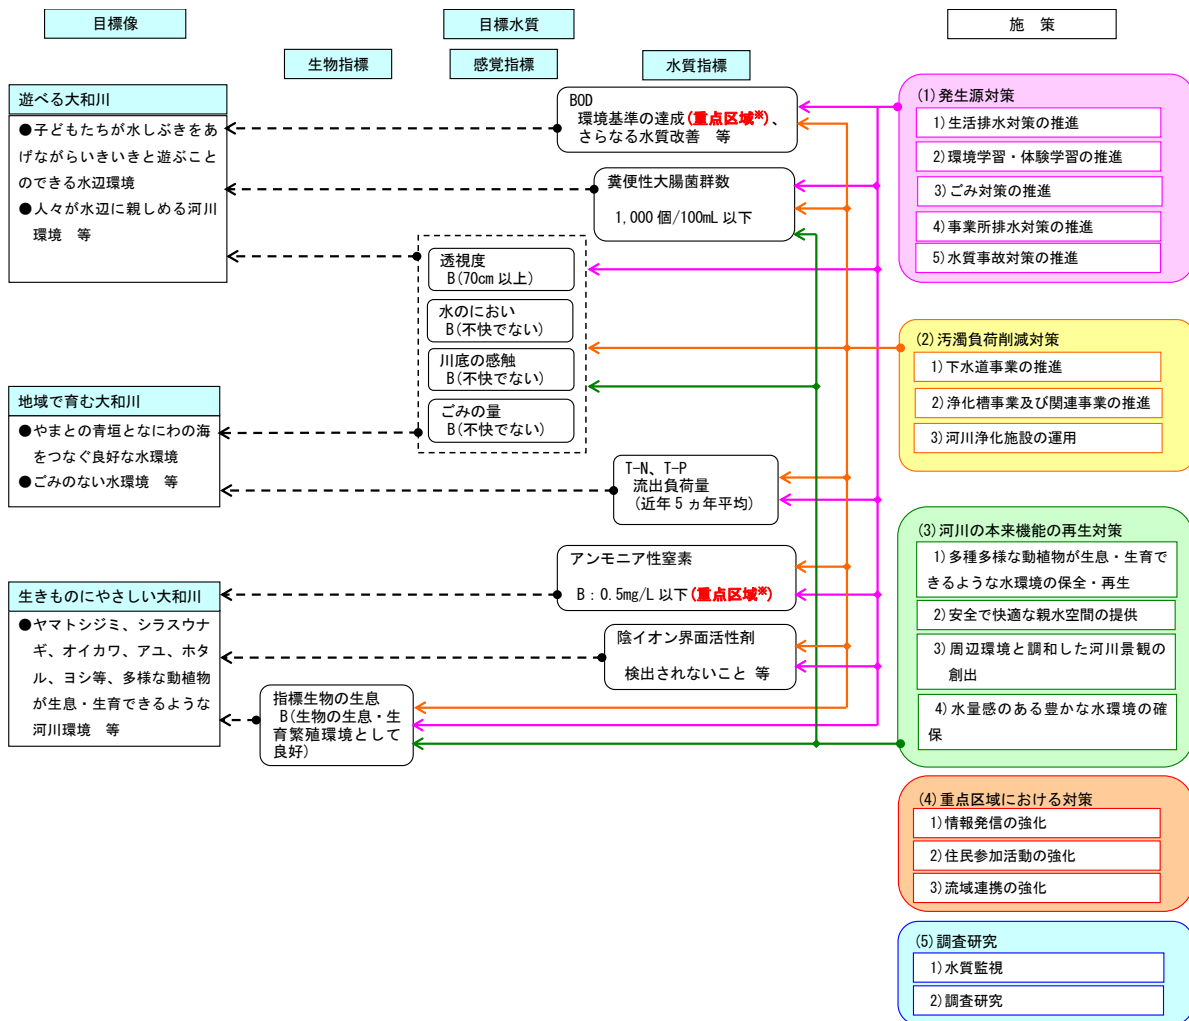 目標像
目標水質
施　策
生物指標
感覚指標
水質指標
遊べる大和川
●子どもたちが水しぶきをあ
げながらいきいきと遊ぶこと
のできる水辺環境
●人々が水辺に親しめる河川
環境　等
地域で育む大和川
●やまとの青垣となにわの海
をつなぐ良好な水環境
●ごみのない水環境　等
生きものにやさしい大和川
●ヤマトシジミ、シラスウナ
ギ、オイカワ、アユ、ホタ
ル、ヨシ等、多様な動植物
が生息・生育できるような
河川環境　等
指標生物の生息
B(生物の生息・生
育繁殖環境として
良好)
透視度
B(70cm 以上)
水のにおい
B(不快でない)
川底の感触
B(不快でない)
ごみの量
B(不快でない)
BOD
環境基準の達成(重点区域※)、
さらなる水質改善　等
糞便性大腸菌群数
1,000 個/100mL 以下
T-N、T-P
流出負荷量
(近年 5 ヵ年平均)
アンモニア性窒素
B：0.5mg/L 以下(重点区域※)
陰イオン界面活性剤
検出されないこと 等
(1)発生源対策
1)生活排水対策の推進
2)環境学習・体験学習の推進
3)ごみ対策の推進
4)事業所排水対策の推進
5)水質事故対策の推進
(2)汚濁負荷削減対策
1)下水道事業の推進
2)浄化槽事業及び関連事業の推進
3)河川浄化施設の運用
(3)河川の本来機能の再生対策
1)多種多様な動植物が生息・生育で
きるような水環境の保全・再生
2)安全で快適な親水空間の提供
3)周辺環境と調和した河川景観の
創出
4)水量感のある豊かな水環境の確
保
(4)重点区域における対策
1)情報発信の強化
2)住民参加活動の強化
3)流域連携の強化
(5)調査研究
1)水質監視
2)調査研究